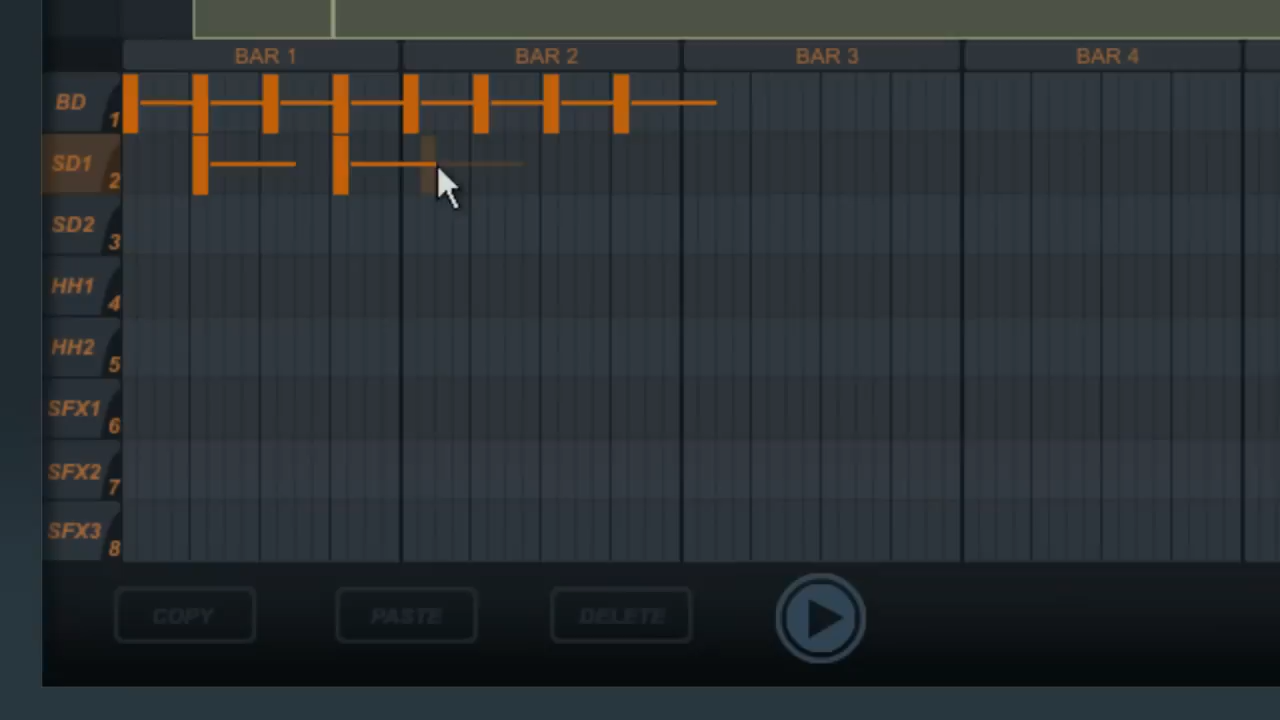 BAR 1 BAR 2 BAR 3 BAR 4
BD 1
SD1 2
SD2 3
HH1 4
HH2 5
SFX1 6
SFX2 7
SFX3 8
COPY PASTE DELETE